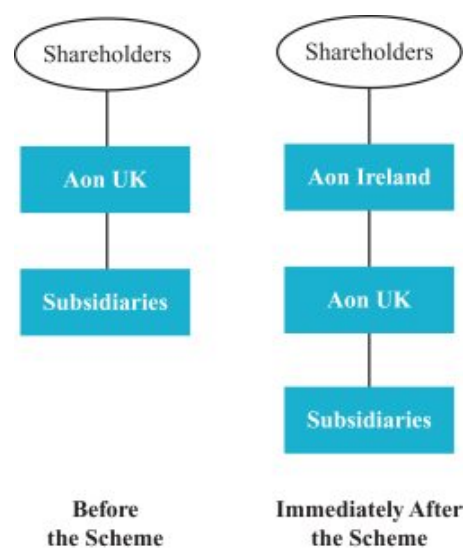 Shareholders
Aon UK
Subsidiaries
Before
the Scheme
Shareholders
Aon Ireland
Aon UK
Subsidiaries
Immediately After
the Scheme